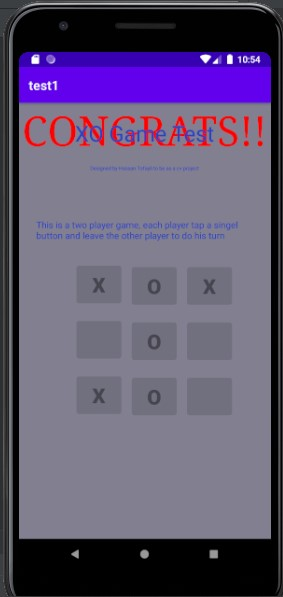 10:54
test1
CONGRATS!!
XO Game Test
This is a two player game, each player tap a singel
button and leave the other player to do his turn
X O X
O
X O